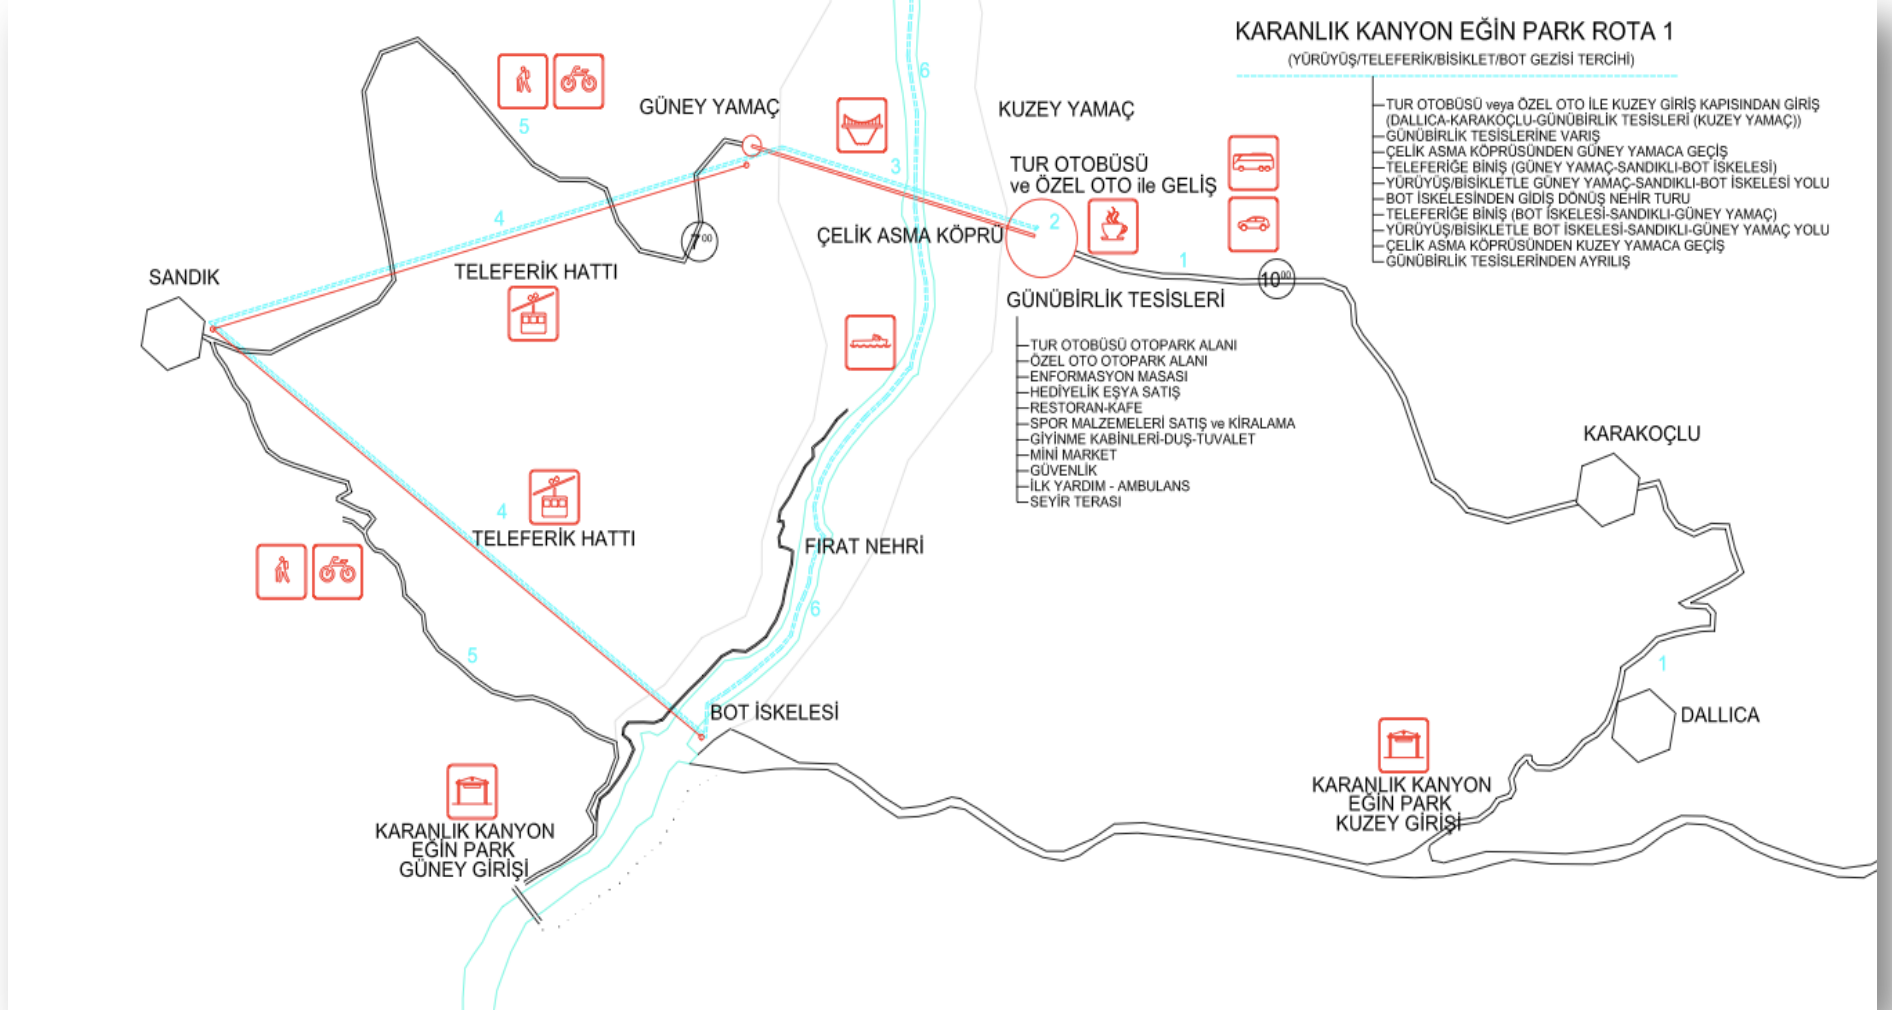 KARANLIK KANYON EĞİN PARK ROTA 1
(YÜRÜYÜŞ/TELEFERİK/BİSİKLET/BOT GEZİSİ TERCİHİ)
TUR OTOBÜSÜ veya ÖZEL OTO İLE KUZEY GİRİŞ KAPISINDAN GİRİŞ
(DALLICA-KARAKOÇLU-GÜNÜBİRLİK TESİSLERİ (KUZEY YAMAÇ))
GÜNÜBİRLİK TESİSLERİNE VARIŞ
ÇELİK ASMA KÖPRÜSÜNDEN GÜNEY YAMACA GEÇİŞ
TELEFERİĞE BİNİŞ (GÜNEY YAMAÇ-SANDIKLI-BOT İSKELESİ)
YÜRÜYÜŞ/BİSİKLETLE GÜNEY YAMAÇ-SANDIKLI-BOT İSKELESİ YOLU
BOT İSKELESİNDEN GİDİŞ DÖNÜŞ NEHİR TURU
TELEFERİĞE BİNİŞ (BOT İSKELESİ-SANDIKLI-GÜNEY YAMAÇ)
YÜRÜYÜŞ/BİSİKLETLE BOT İSKELESİ-SANDIKLI-GÜNEY YAMAÇ YOLU
ÇELİK ASMA KÖPRÜSÜNDEN KUZEY YAMACA GEÇİŞ
GÜNÜBİRLİK TESİSLERİNDEN AYRILIŞ
6
GÜNEY YAMAÇ
KUZEY YAMAÇ
5
3
TUR OTOBÜSÜ
ve ÖZEL OTO ile GELİŞ
4
2
7⁰⁰
ÇELİK ASMA KÖPRÜ
1
10⁰⁰
SANDIK
TELEFERİK HATTI
GÜNÜBİRLİK TESİSLERİ
TUR OTOBÜSÜ OTOPARK ALANI
ÖZEL OTO OTOPARK ALANI
ENFORMASYON MASASI
HEDİYELİK EŞYA SATIŞ
RESTORAN-KAFE
SPOR MALZEMELERİ SATIŞ ve KİRALAMA
GİYİNME KABİNLERİ-DUŞ-TUVALET
MİNİ MARKET
GÜVENLİK
İLK YARDIM - AMBULANS
SEYİR TERASI
KARAKOÇLU
4
TELEFERİK HATTI
FIRAT NEHRİ
6
5
1
BOT İSKELESİ
DALLICA
KARANLIK KANYON
EĞİN PARK
KUZEY GİRİŞİ
KARANLIK KANYON
EĞİN PARK
GÜNEY GİRİŞİ